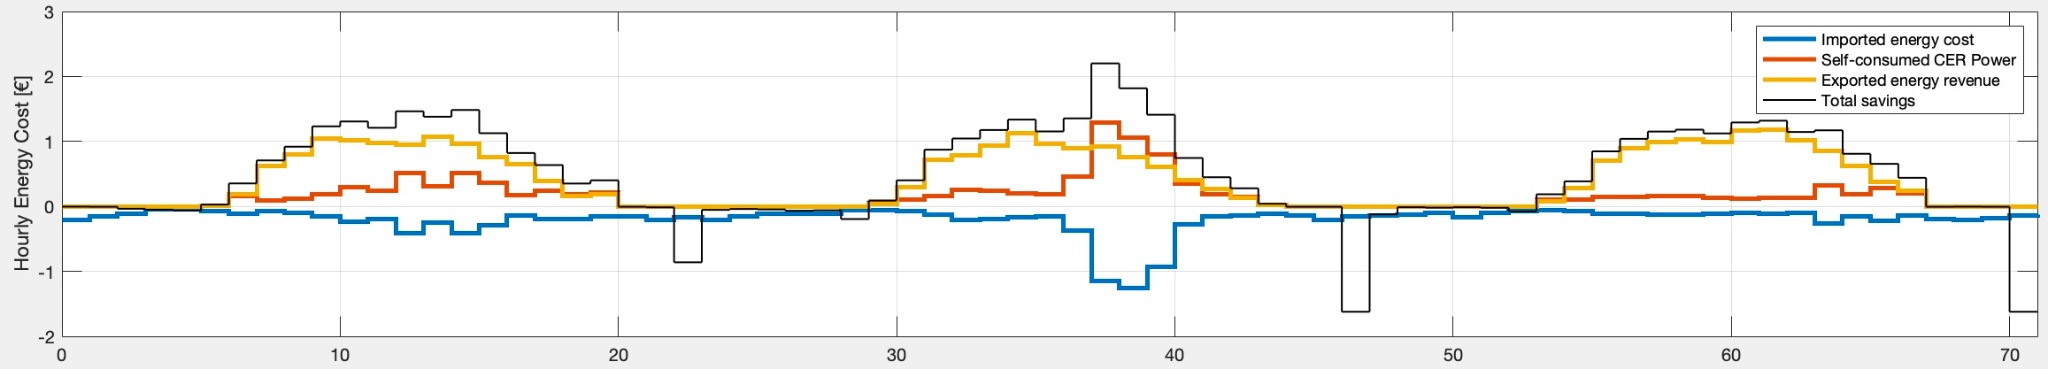 3
2
1
0
-1
-2
Hourly Energy Cost [€]
Imported energy cost
Self-consumed CER Power
Exported energy revenue
Total savings
0 10 20 30 40 50 60 70